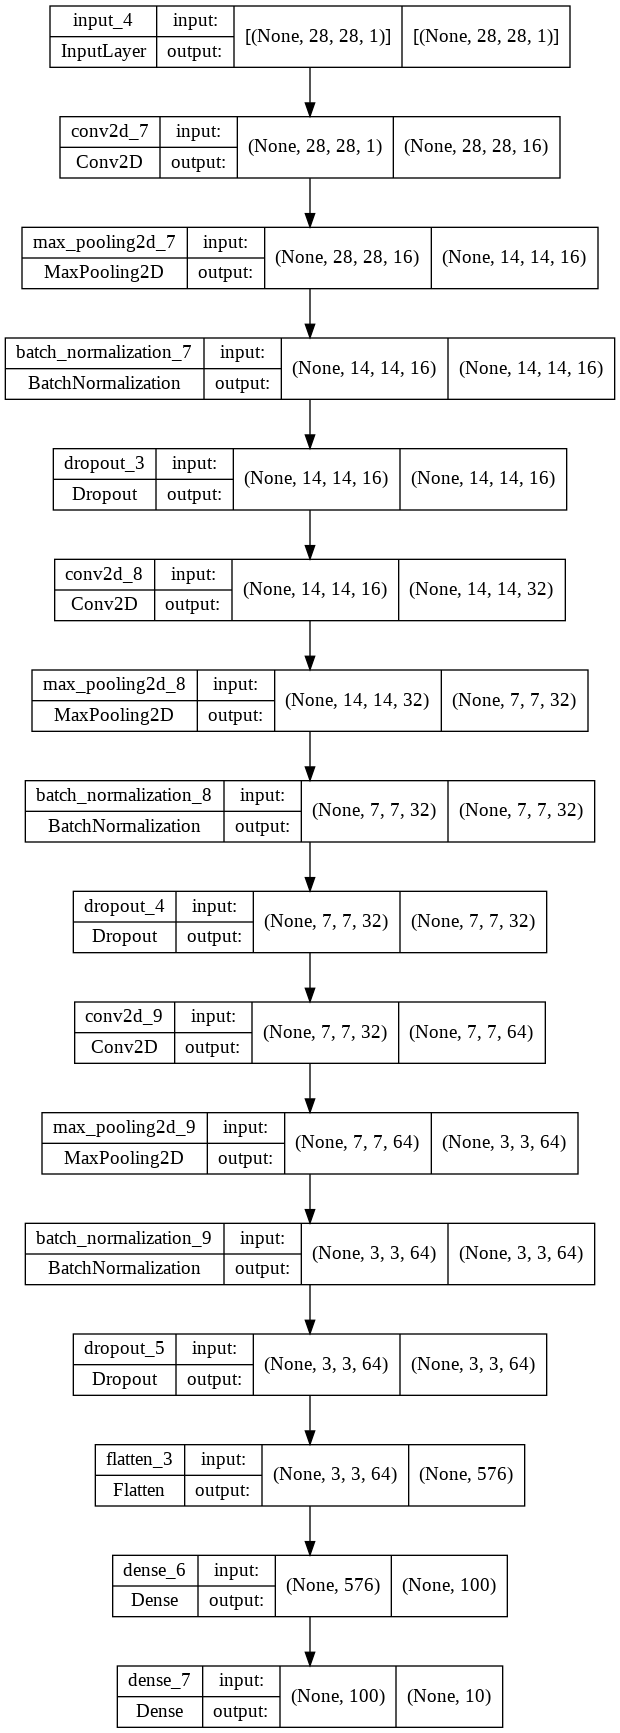 input_4 input: [(None, 28, 28, 1)] [(None, 28, 28, 1)]
InputLayer output:
conv2d_7 input: (None, 28, 28, 1) (None, 28, 28, 16)
Conv2D output:
max_pooling2d_7 input: (None, 28, 28, 16) (None, 14, 14, 16)
MaxPooling2D output:
batch_normalization_7 input: (None, 14, 14, 16) (None, 14, 14, 16)
BatchNormalization output:
dropout_3 input: (None, 14, 14, 16) (None, 14, 14, 16)
Dropout output:
conv2d_8 input: (None, 14, 14, 16) (None, 14, 14, 32)
Conv2D output:
max_pooling2d_8 input: (None, 14, 14, 32) (None, 7, 7, 32)
MaxPooling2D output:
batch_normalization_8 input: (None, 7, 7, 32) (None, 7, 7, 32)
BatchNormalization output:
dropout_4 input: (None, 7, 7, 32) (None, 7, 7, 32)
Dropout output:
conv2d_9 input: (None, 7, 7, 32) (None, 7, 7, 64)
Conv2D output:
max_pooling2d_9 input: (None, 7, 7, 64) (None, 3, 3, 64)
MaxPooling2D output:
batch_normalization_9 input: (None, 3, 3, 64) (None, 3, 3, 64)
BatchNormalization output:
dropout_5 input: (None, 3, 3, 64) (None, 3, 3, 64)
Dropout output:
flatten_3 input: (None, 3, 3, 64) (None, 576)
Flatten output:
dense_6 input: (None, 576) (None, 100)
Dense output:
dense_7 input: (None, 100) (None, 10)
Dense output: